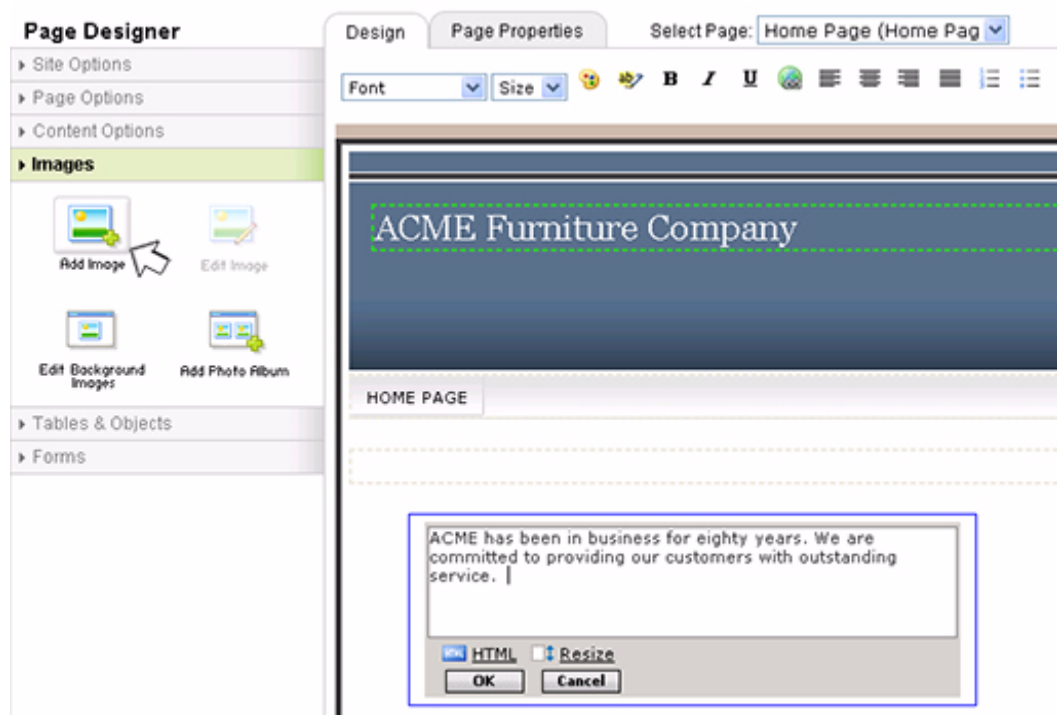 Page Designer
Site Options
Page Options
Content Options
Images
Add Image
Edit Image
Edit Background
Images
Add Photo Album
Tables & Objects
Forms
Design
Page Properties
Select Page:
Home Page (Home Pag
Font
Size
B I U
ACME Furniture Company
HOME PAGE
ACME has been in business for eighty years. We are
committed to providing our customers with outstanding
service.
HTML
Resize
OK
Cancel